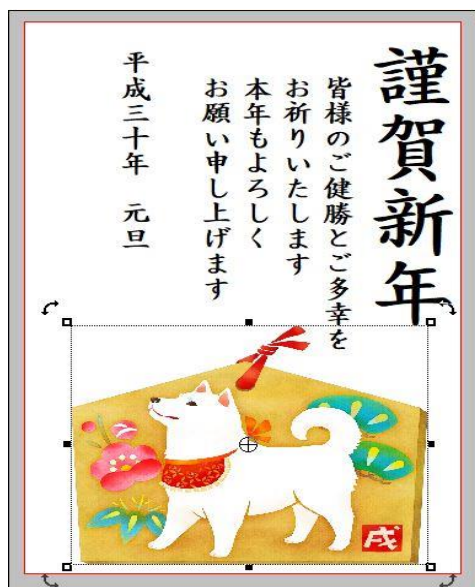 謹賀新年
皆様のご健勝とご多幸を
お祈りいたします
本年もよろしく
お願い申し上げます
平成三十年　元旦
戌